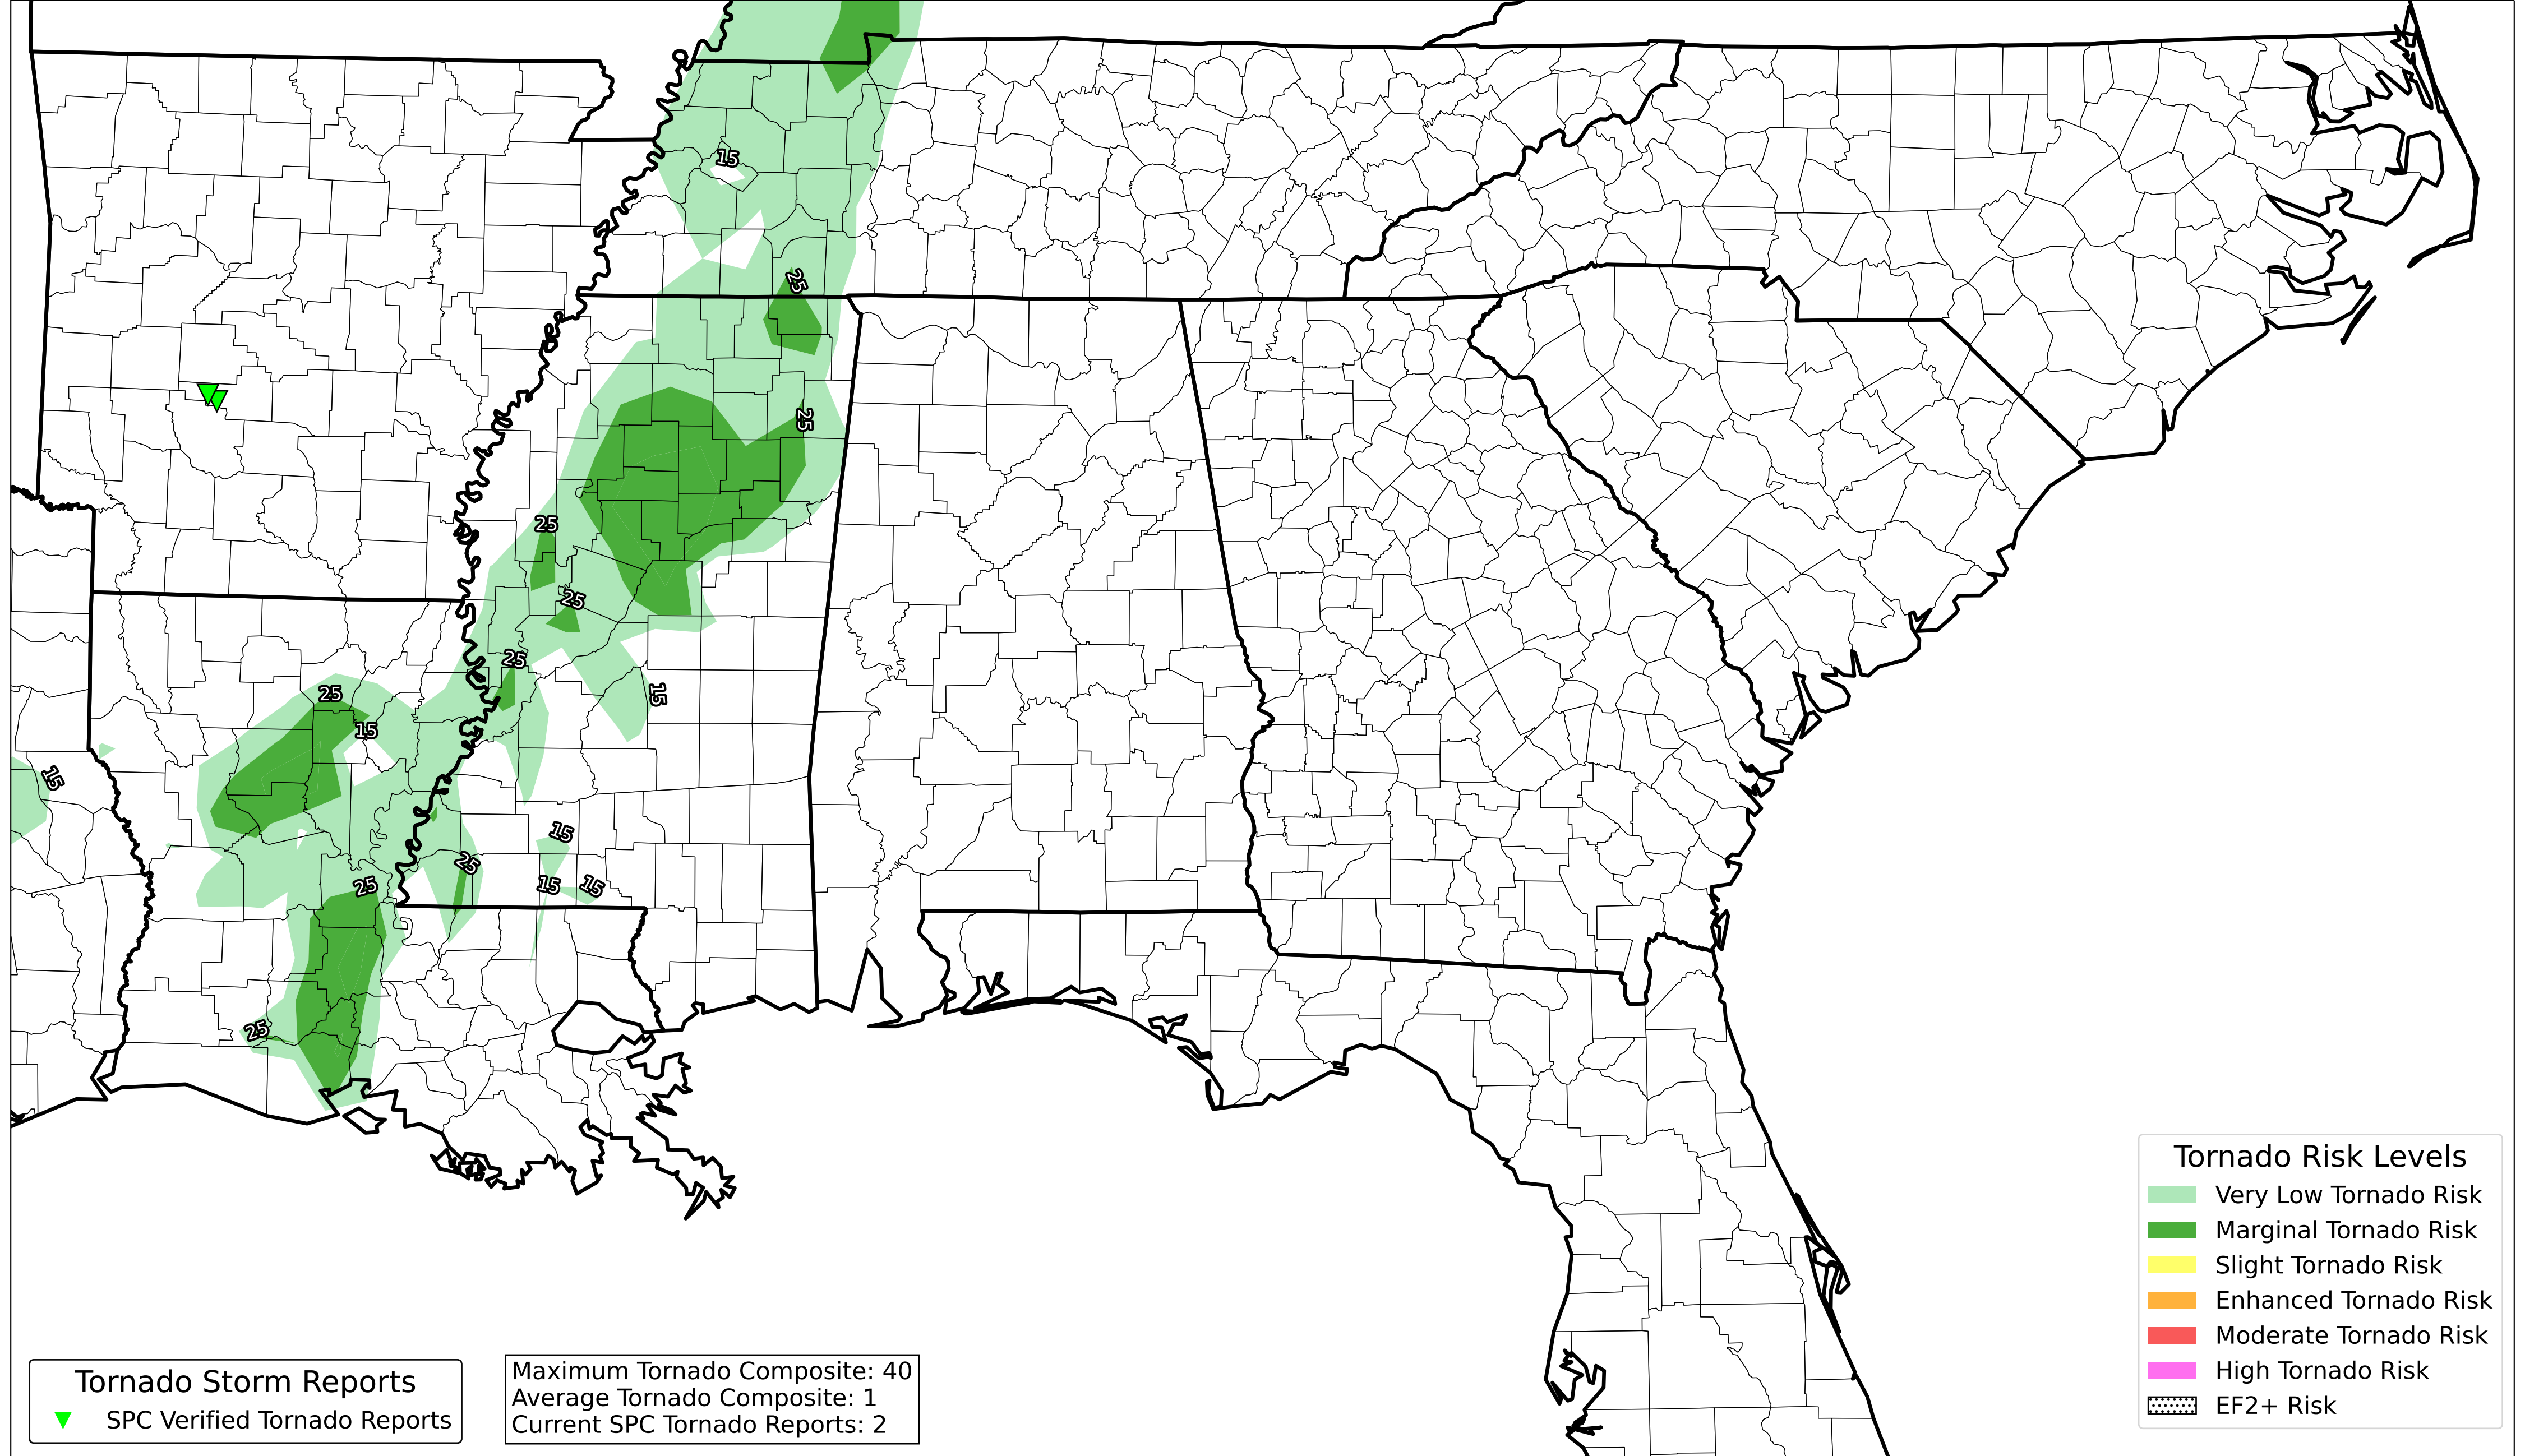 15
25
25
25
25
25
25
15
15
15
15
25
15
15
25
25
Tornado Risk Levels
Very Low Tornado Risk
Marginal Tornado Risk
Slight Tornado Risk
Enhanced Tornado Risk
Moderate Tornado Risk
High Tornado Risk
EF2+ Risk
Tornado Storm Reports
SPC Verified Tornado Reports
Maximum Tornado Composite: 40
Average Tornado Composite: 1
Current SPC Tornado Reports: 2